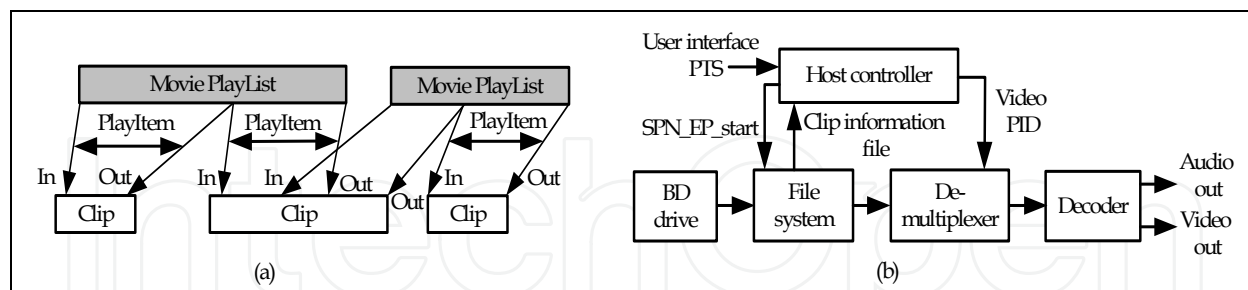 Movie PlayList
Movie PlayList
PlayItem
PlayItem
PlayItem
In
Out
In
In
Out
Out
In
Out
Clip
Clip
Clip
(a)
User interface
PTS
Host controller
SPN_EP_start
Clip information
file
Video
PID
BD
drive
File
system
De-
multiplexer
Decoder
Audio
out
Video
out
(b)
InTechOpen